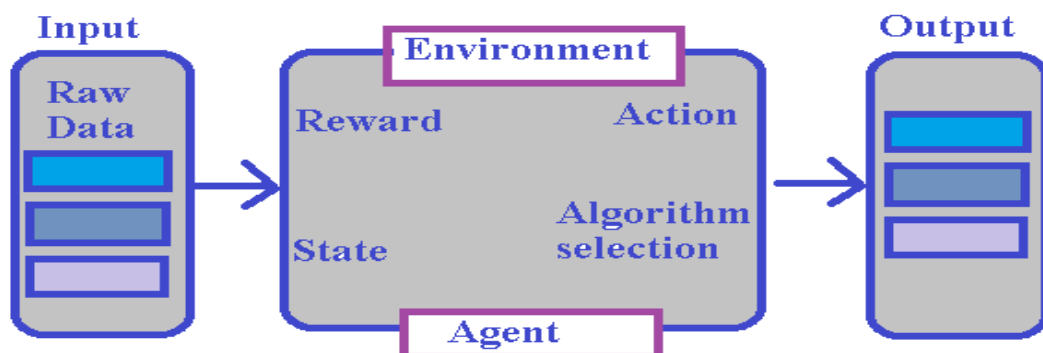 Input
Raw
Data
Environment
Reward
Action
State
Algorithm
selection
Agent
Output